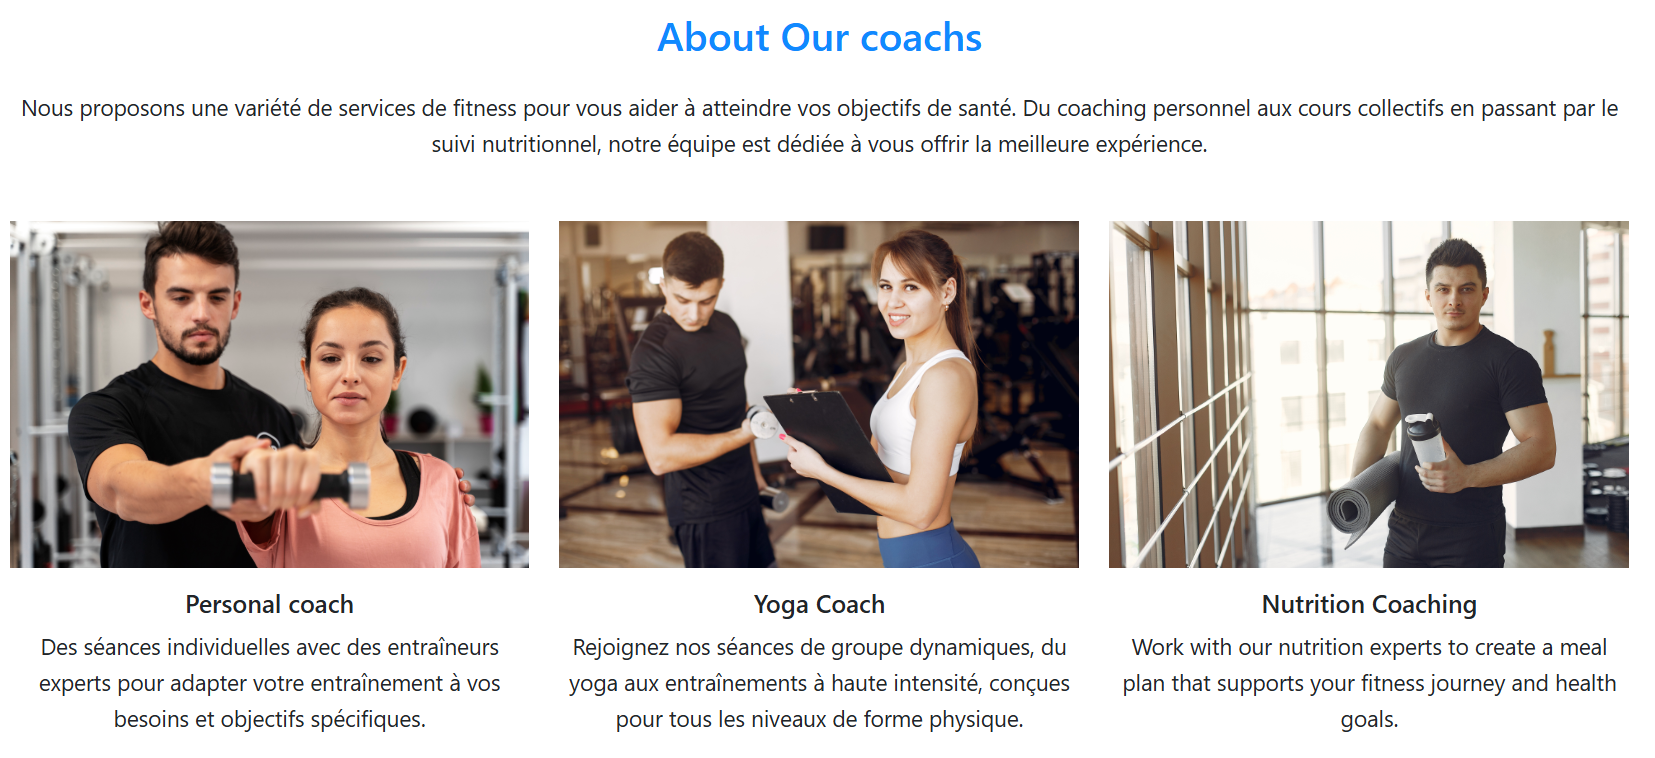 About Our coachs
Nous proposons une variété de services de fitness pour vous aider à atteindre vos objectifs de santé. Du coaching personnel aux cours collectifs en passant par le
suivi nutritionnel, notre équipe est dédiée à vous offrir la meilleure expérience.
Personal coach
Des séances individuelles avec des entraîneurs
experts pour adapter votre entraînement à vos
besoins et objectifs spécifiques.
Yoga Coach
Rejoignez nos séances de groupe dynamiques, du
yoga aux entraînements à haute intensité, conçues
pour tous les niveaux de forme physique.
Nutrition Coaching
Work with our nutrition experts to create a meal
plan that supports your fitness journey and health
goals.